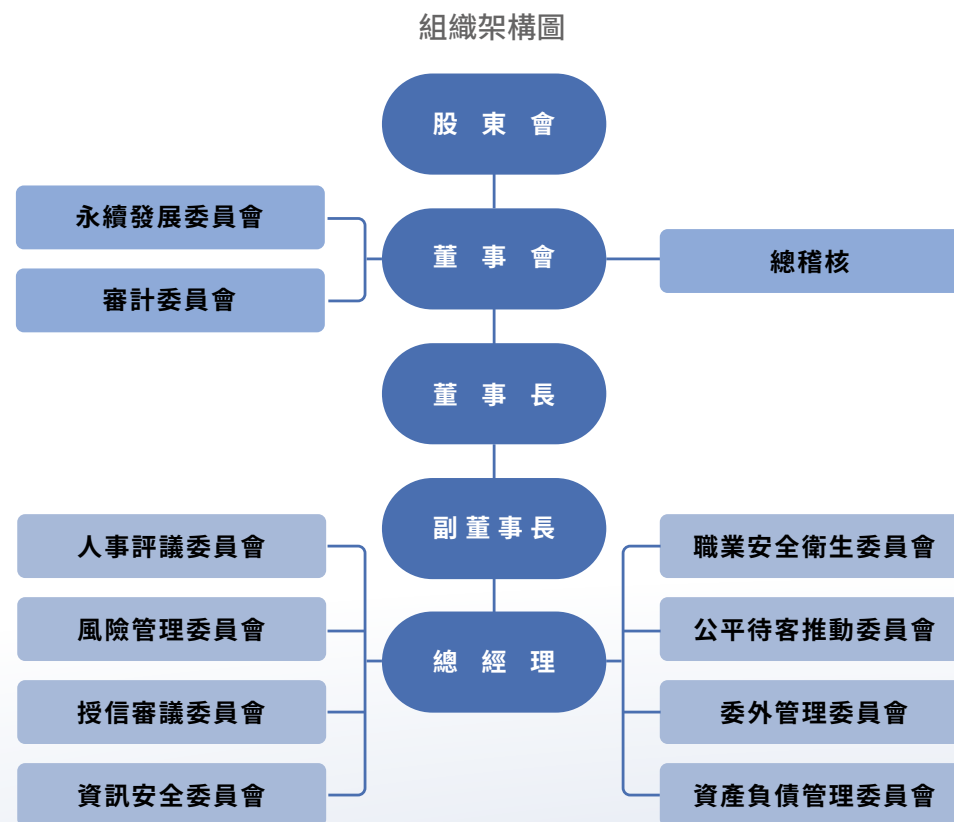 組織架構圖
股東會
永續發展委員會
董事會
總稽核
審計委員會
董事長
副董事長
人事評議委員會
職業安全衛生委員會
風險管理委員會
公平待客推動委員會
總經理
授信審議委員會
委外管理委員會
資訊安全委員會
資產負債管理委員會